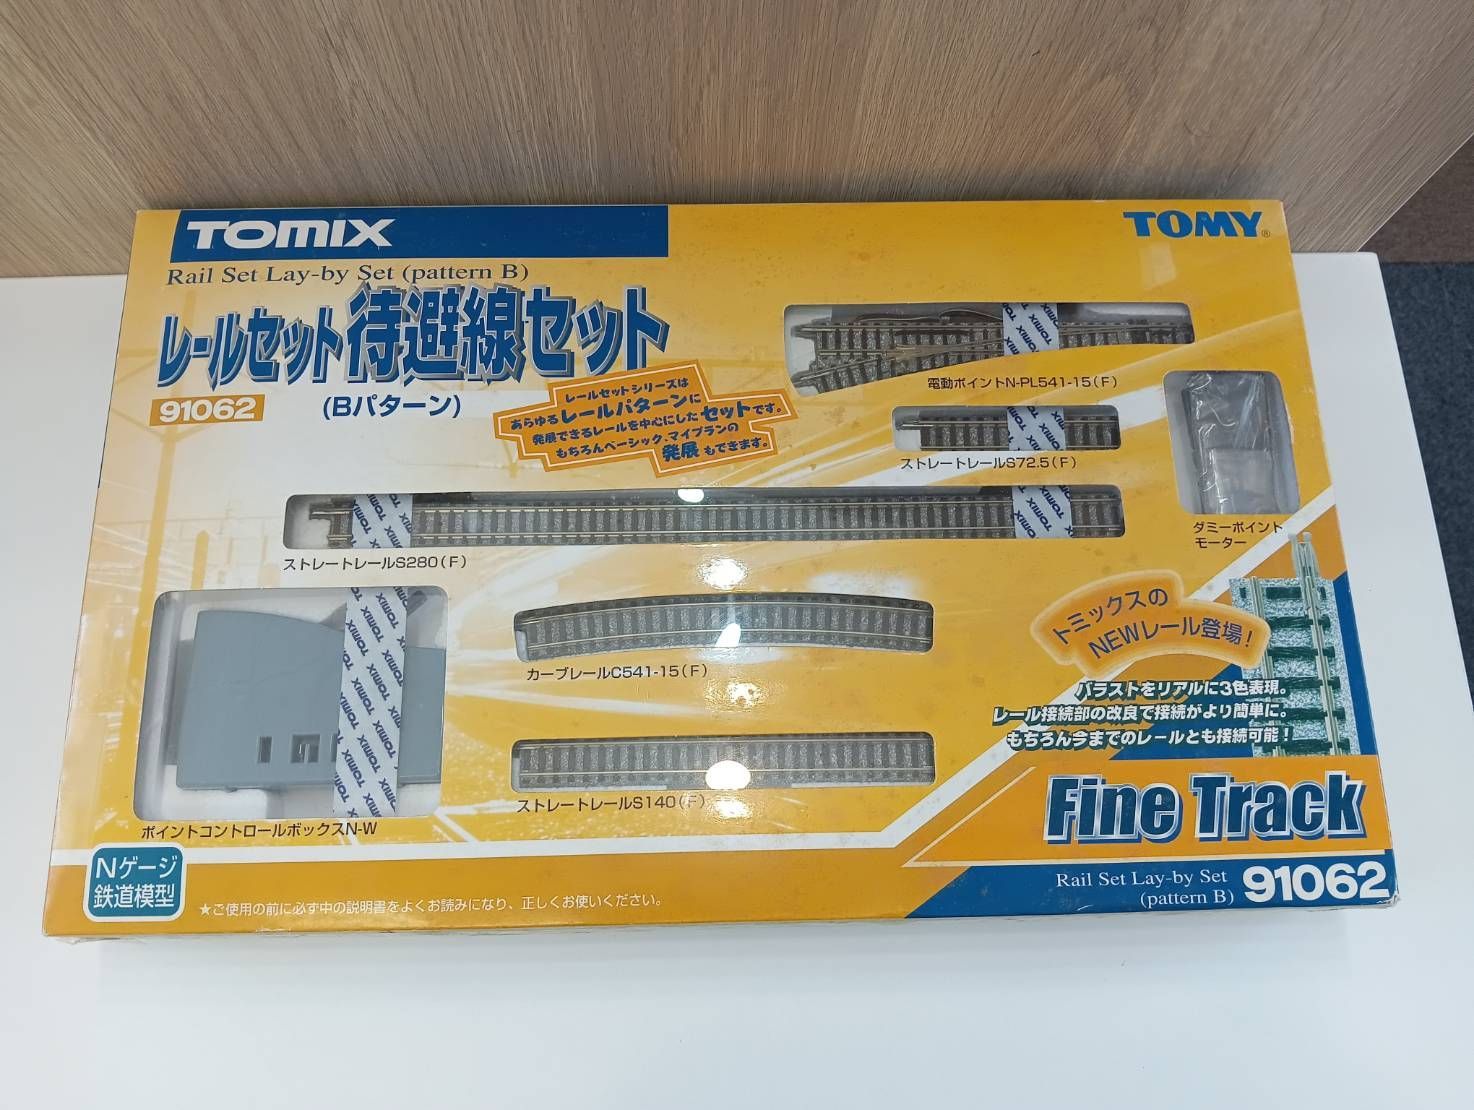 TOMIX
TOMY®
Rail Set Lay-by Set (pattern B)
レールセット待避線セット
91062
(Bパターン)
レールセットシリーズは
あらゆるレールパターンに
発展できるレールを中心にしたセットです。
もちろんベーシック、マイプランの
発展もできます。
TOMIX
電動ポイントN-PL541-15(F)
TOMIX
ストレートレールS72.5(F)
ダミーポイント
モーター
TOMIX
TOMIX
ストレートレールS280(F)
カーブレールC541-15(F)
トミックスの
NEWレール登場!
バラストをリアルに3色表現。
レール接続部の改良で接続がより簡単に。
もちろん今までのレールとも接続可能!
TOMIX
ストレートレールS140(F)
ポイントコントロールボックスN-W
Fine Track
Nゲージ
鉄道模型
★ご使用の前に必ず中の説明書をよくお読みになり、正しくお使いください。
Rail Set Lay-by Set
(pattern B)
91062